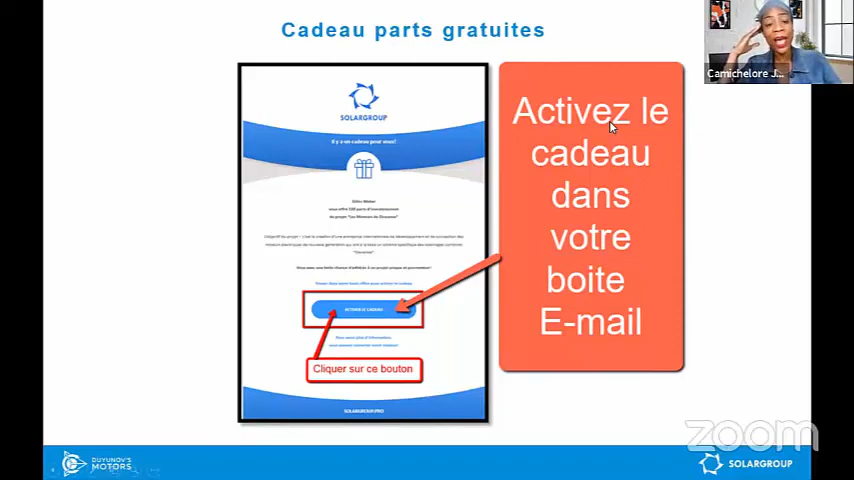 Cadeau parts gratuites
Camichelore J...
SOLARGROUP
Il y a un cadeau pour vous!
ACTIVER LE CADEAU
Cliquer sur ce bouton
SOLARGROUP.PRO
Activez le
cadeau
dans
votre
boite
E-mail
zoom
DUYUNOV'S
MOTORS
SOLARGROUP